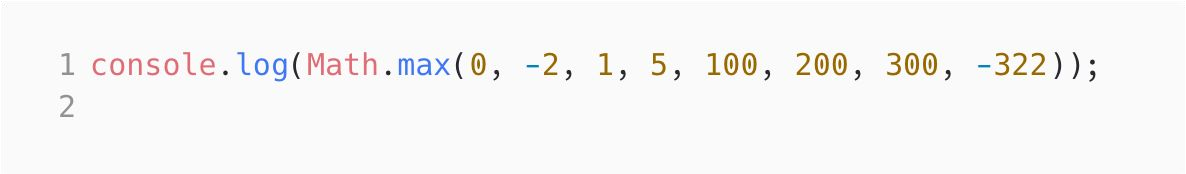 1 console.log(Math.max(0, -2, 1, 5, 100, 200, 300, -322));
2